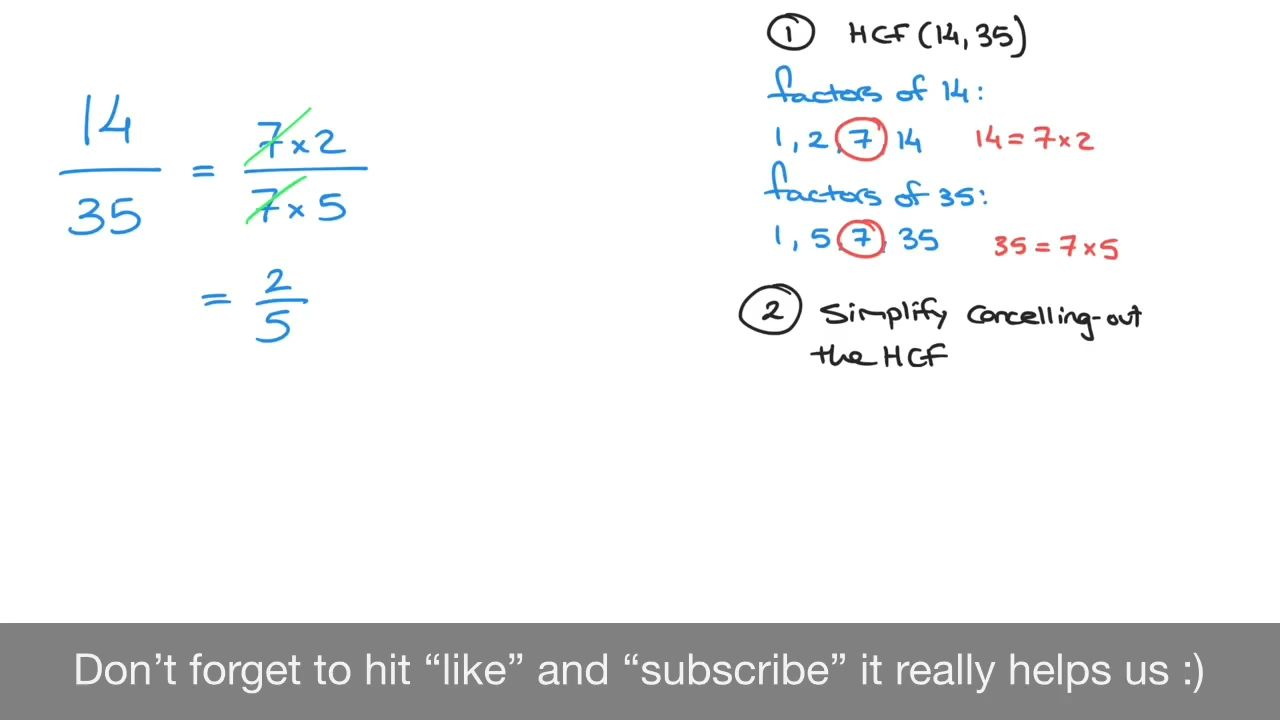 14/35 = 7×2/7×5
= 2/5
① HCF (14, 35)
factors of 14:
1, 2, 7, 14 14 = 7×2
factors of 35:
1, 5, 7, 35 35 = 7×5
② Simplify cancelling-out
the HCF
Don’t forget to hit “like” and “subscribe” it really helps us :)